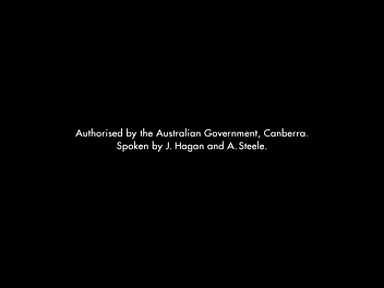 Authorised by the Australian Government, Canberra.
Spoken by J. Hagan and A. Steele.